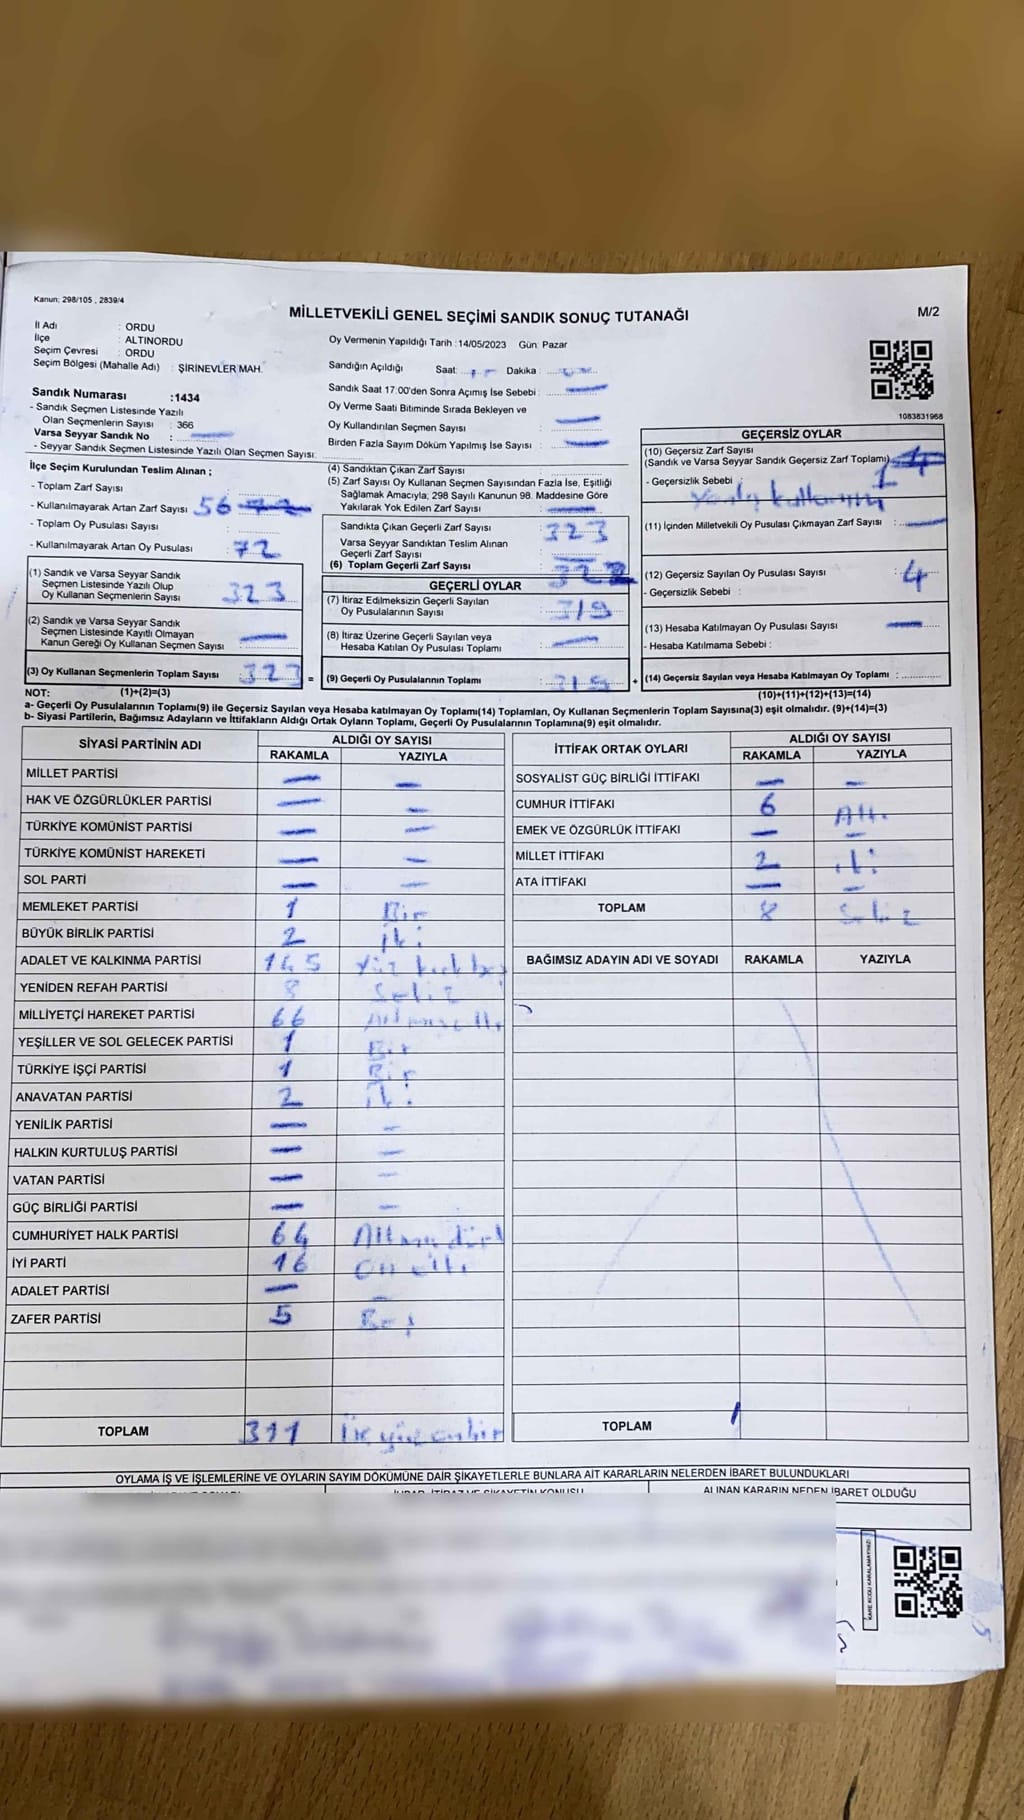 Kanun: 298/105 , 2839/4
MİLLETVEKİLİ GENEL SEÇİMİ SANDIK SONUÇ TUTANAĞI
M/2
İl Adı : ORDU
İlçe : ALTINORDU
Seçim Çevresi : ORDU
Seçim Bölgesi (Mahalle Adı) : ŞİRİNEVLER MAH.
Oy Vermenin Yapıldığı Tarih :14/05/2023 Gün: Pazar
Sandığın Açıldığı Saat: Dakika :
Sandık Saat 17:00'den Sonra Açımış İse Sebebi :
Oy Verme Saati Bitiminde Sırada Bekleyen ve
Oy Kullandırılan Seçmen Sayısı :
Birden Fazla Sayım Döküm Yapılmış İse Sayısı :
1083831968
Sandık Numarası :1434
- Sandık Seçmen Listesinde Yazılı
Olan Seçmenlerin Sayısı : 366
Varsa Seyyar Sandık No :
- Seyyar Sandık Seçmen Listesinde Yazılı Olan Seçmen Sayısı:
İlçe Seçim Kurulundan Teslim Alınan ;
- Toplam Zarf Sayısı :
- Kullanılmayarak Artan Zarf Sayısı : 56
- Toplam Oy Pusulası Sayısı :
- Kullanılmayarak Artan Oy Pusulası : 72
(1) Sandık ve Varsa Seyyar Sandık
Seçmen Listesinde Yazılı Olup
Oy Kullanan Seçmenlerin Sayısı : 323
(2) Sandık ve Varsa Seyyar Sandık
Seçmen Listesinde Kayıtlı Olmayan
Kanun Gereği Oy Kullanan Seçmen Sayısı :
(3) Oy Kullanan Seçmenlerin Toplam Sayısı : 323 =
(4) Sandıktan Çıkan Zarf Sayısı :
(5) Zarf Sayısı Oy Kullanan Seçmen Sayısından Fazla İse, Eşitliği
Sağlamak Amacıyla; 298 Sayılı Kanunun 98. Maddesine Göre
Yakılarak Yok Edilen Zarf Sayısı :
Sandıkta Çıkan Geçerli Zarf Sayısı : 323
Varsa Seyyar Sandıktan Teslim Alınan
Geçerli Zarf Sayısı :
(6) Toplam Geçerli Zarf Sayısı :
GEÇERLİ OYLAR
(7) İtiraz Edilmeksizin Geçerli Sayılan
Oy Pusulalarının Sayısı : 319
(8) İtiraz Üzerine Geçerli Sayılan veya
Hesaba Katılan Oy Pusulası Toplamı :
(9) Geçerli Oy Pusulalarının Toplamı : 319 +
GEÇERSİZ OYLAR
(10) Geçersiz Zarf Sayısı
(Sandık ve Varsa Seyyar Sandık Geçersiz Zarf Toplamı)
- Geçersizlik Sebebi :
(11) İçinden Milletvekili Oy Pusulası Çıkmayan Zarf Sayısı :
(12) Geçersiz Sayılan Oy Pusulası Sayısı : 4
- Geçersizlik Sebebi :
(13) Hesaba Katılmayan Oy Pusulası Sayısı :
- Hesaba Katılmama Sebebi :
(14) Geçersiz Sayılan veya Hesaba Katılmayan Oy Toplamı :
NOT: (1)+(2)=(3) (10)+(11)+(12)+(13)=(14)
a- Geçerli Oy Pusulalarının Toplamı(9) ile Geçersiz Sayılan veya Hesaba katılmayan Oy Toplamı(14) Toplamları, Oy Kullanan Seçmenlerin Toplam Sayısına(3) eşit olmalıdır. (9)+(14)=(3)
b- Siyasi Partilerin, Bağımsız Adayların ve İttifakların Aldığı Ortak Oyların Toplamı, Geçerli Oy Pusulalarının Toplamına(9) eşit olmalıdır.
SİYASİ PARTİNİN ADI ALDIĞI OY SAYISI
RAKAMLA YAZIYLA
MİLLET PARTİSİ
HAK VE ÖZGÜRLÜKLER PARTİSİ
TÜRKİYE KOMÜNİST PARTİSİ
TÜRKİYE KOMÜNİST HAREKETİ
SOL PARTİ
MEMLEKET PARTİSİ 1 Bir
BÜYÜK BİRLİK PARTİSİ 2 iki
ADALET VE KALKINMA PARTİSİ 145 Yüz kırk beş
YENİDEN REFAH PARTİSİ 8 Sekiz
MİLLİYETÇİ HAREKET PARTİSİ 66 Altmış altı
YEŞİLLER VE SOL GELECEK PARTİSİ 1 Bir
TÜRKİYE İŞÇİ PARTİSİ 1 Bir
ANAVATAN PARTİSİ 2 iki
YENİLİK PARTİSİ
HALKIN KURTULUŞ PARTİSİ
VATAN PARTİSİ
GÜÇ BİRLİĞİ PARTİSİ
CUMHURİYET HALK PARTİSİ 64 Altmış dört
İYİ PARTİ 16 On altı
ADALET PARTİSİ
ZAFER PARTİSİ 5 Beş
TOPLAM 311 Üç yüz onbir
İTTİFAK ORTAK OYLARI ALDIĞI OY SAYISI
RAKAMLA YAZIYLA
SOSYALİST GÜÇ BİRLİĞİ İTTİFAKI
CUMHUR İTTİFAKI 6 Altı
EMEK VE ÖZGÜRLÜK İTTİFAKI
MİLLET İTTİFAKI 2 iki
ATA İTTİFAKI
TOPLAM 8 Sekiz
BAĞIMSIZ ADAYIN ADI VE SOYADI RAKAMLA YAZIYLA
TOPLAM
OYLAMA İŞ VE İŞLEMLERİNE VE OYLARIN SAYIM DÖKÜMÜNE DAİR ŞİKAYETLERLE BUNLARA AİT KARARLARIN NELERDEN İBARET BULUNDUKLARI
ALINAN KARARIN NEDEN İBARET OLDUĞU
KARE KODU KARALAMAYINIZ!